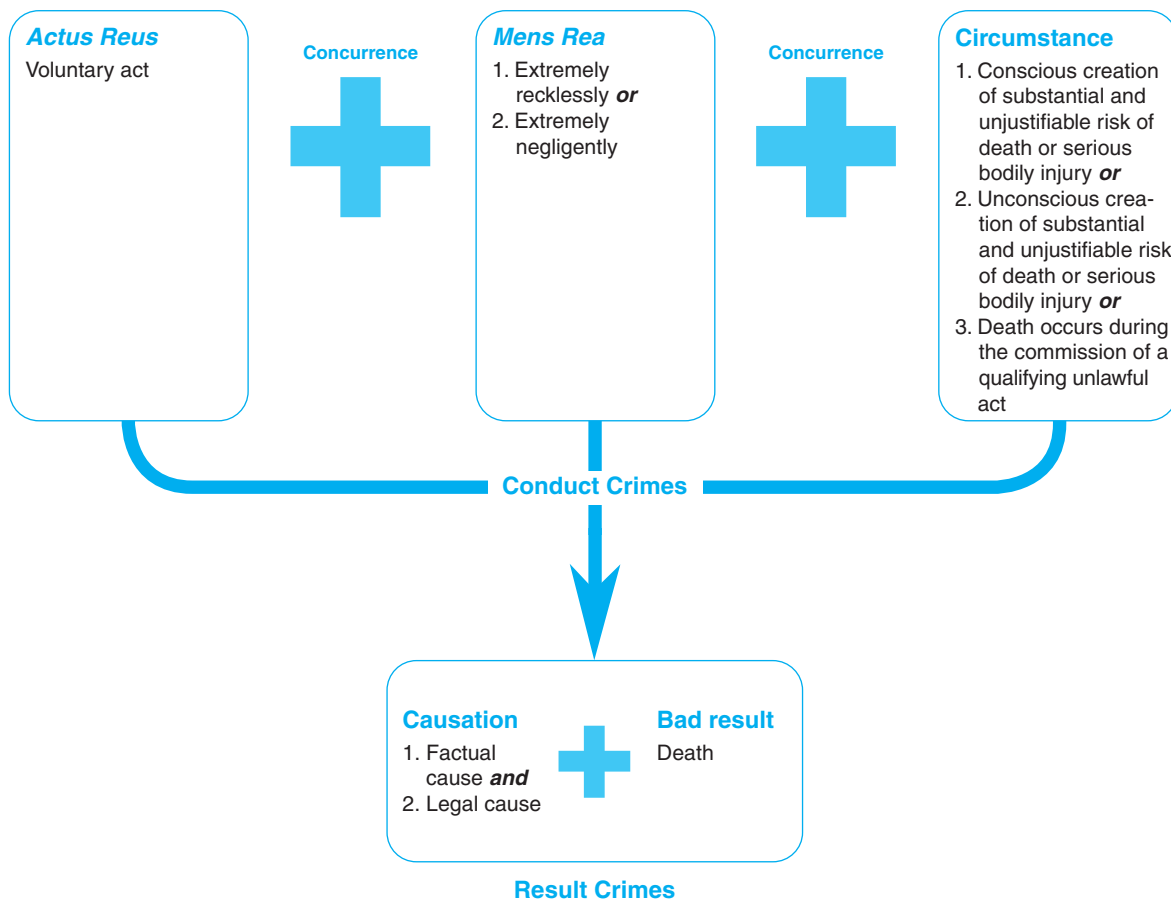 Actus Reus
Voluntary act
Concurrence
Mens Rea
1. Extremely
recklessly or
2. Extremely
negligently
Concurrence
Circumstance
1. Conscious creation
of substantial and
unjustifiable risk of
death or serious
bodily injury or
2. Unconscious crea-
tion of substantial
and unjustifiable risk
of death or serious
bodily injury or
3. Death occurs during
the commission of a
qualifying unlawful
act
Conduct Crimes
Causation
1. Factual
cause and
2. Legal cause
Bad result
Death
Result Crimes